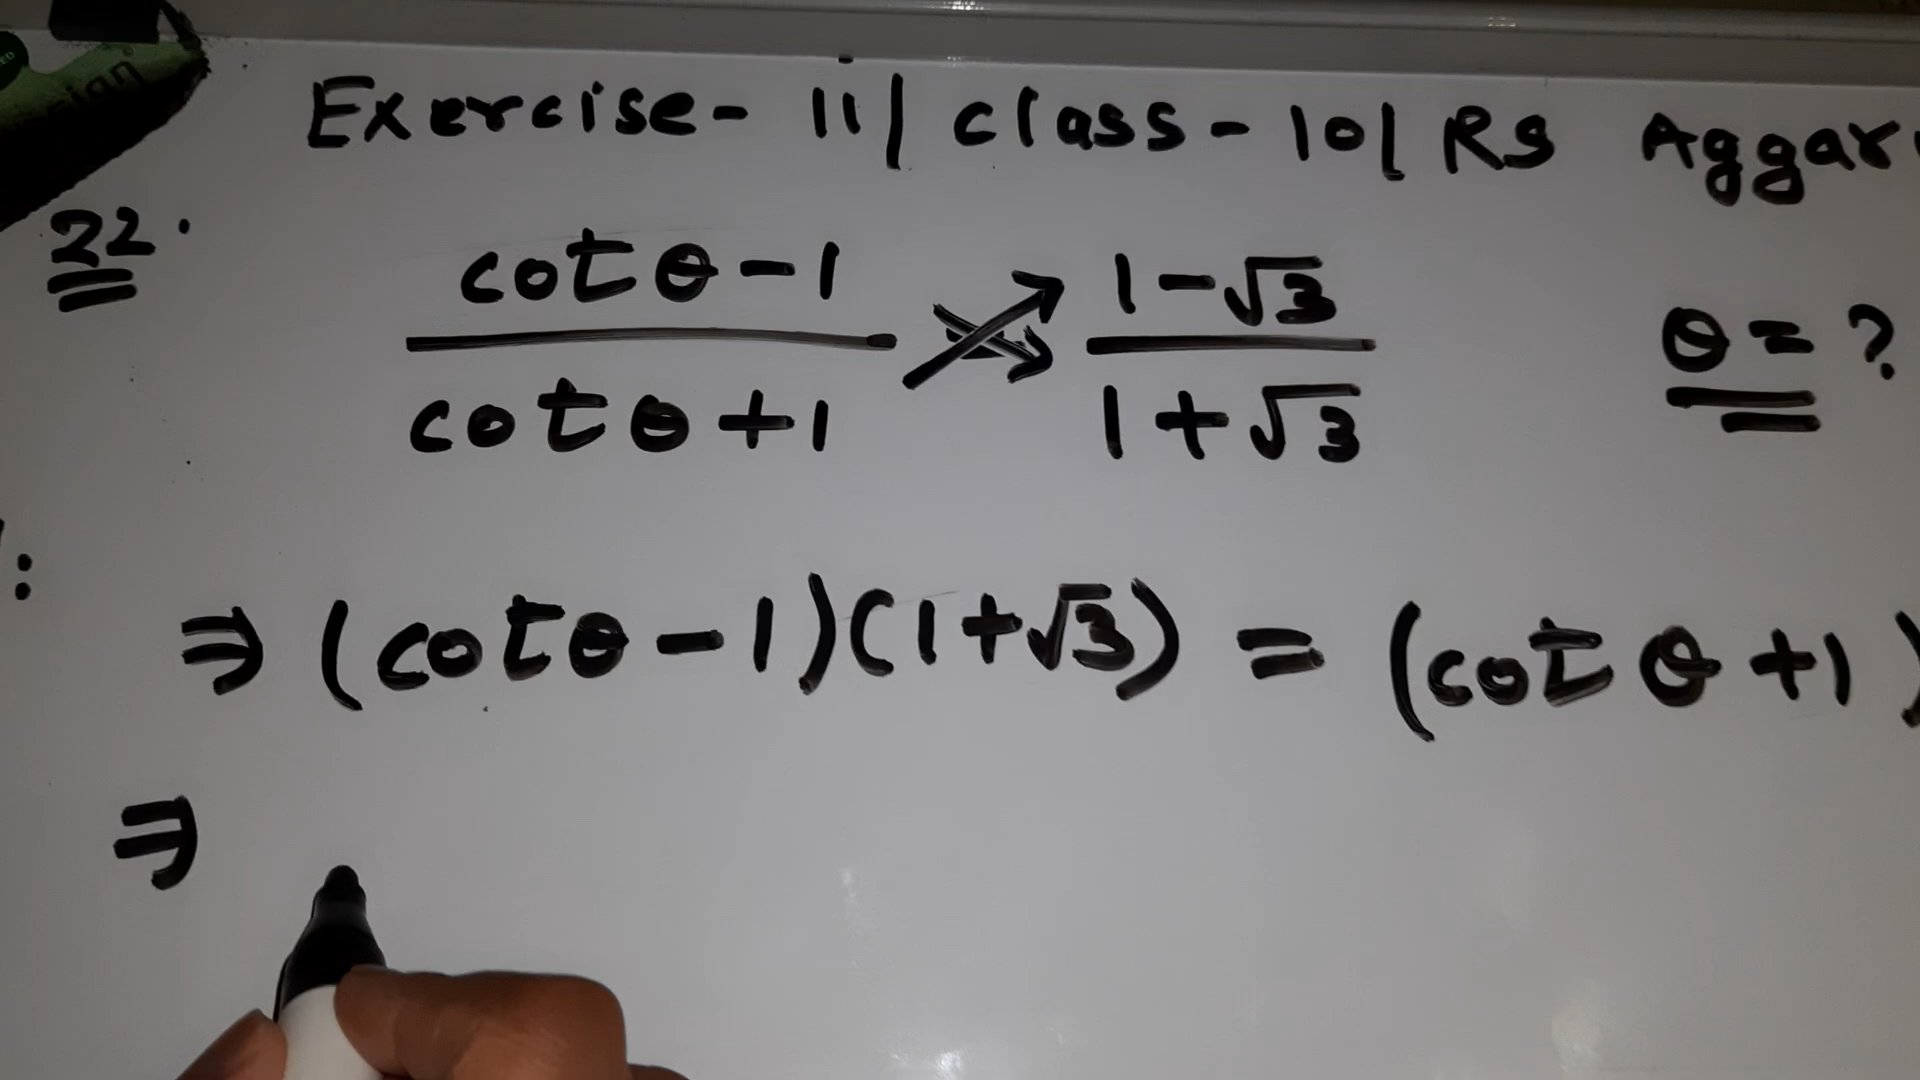 sign
Exercise- 11| class-10| RS Aggar
22.
cotθ-1 / cotθ+1 = 1-√3 / 1+√3 θ=?
:
⇒ (cotθ-1)(1+√3) = (cotθ+1)
⇒